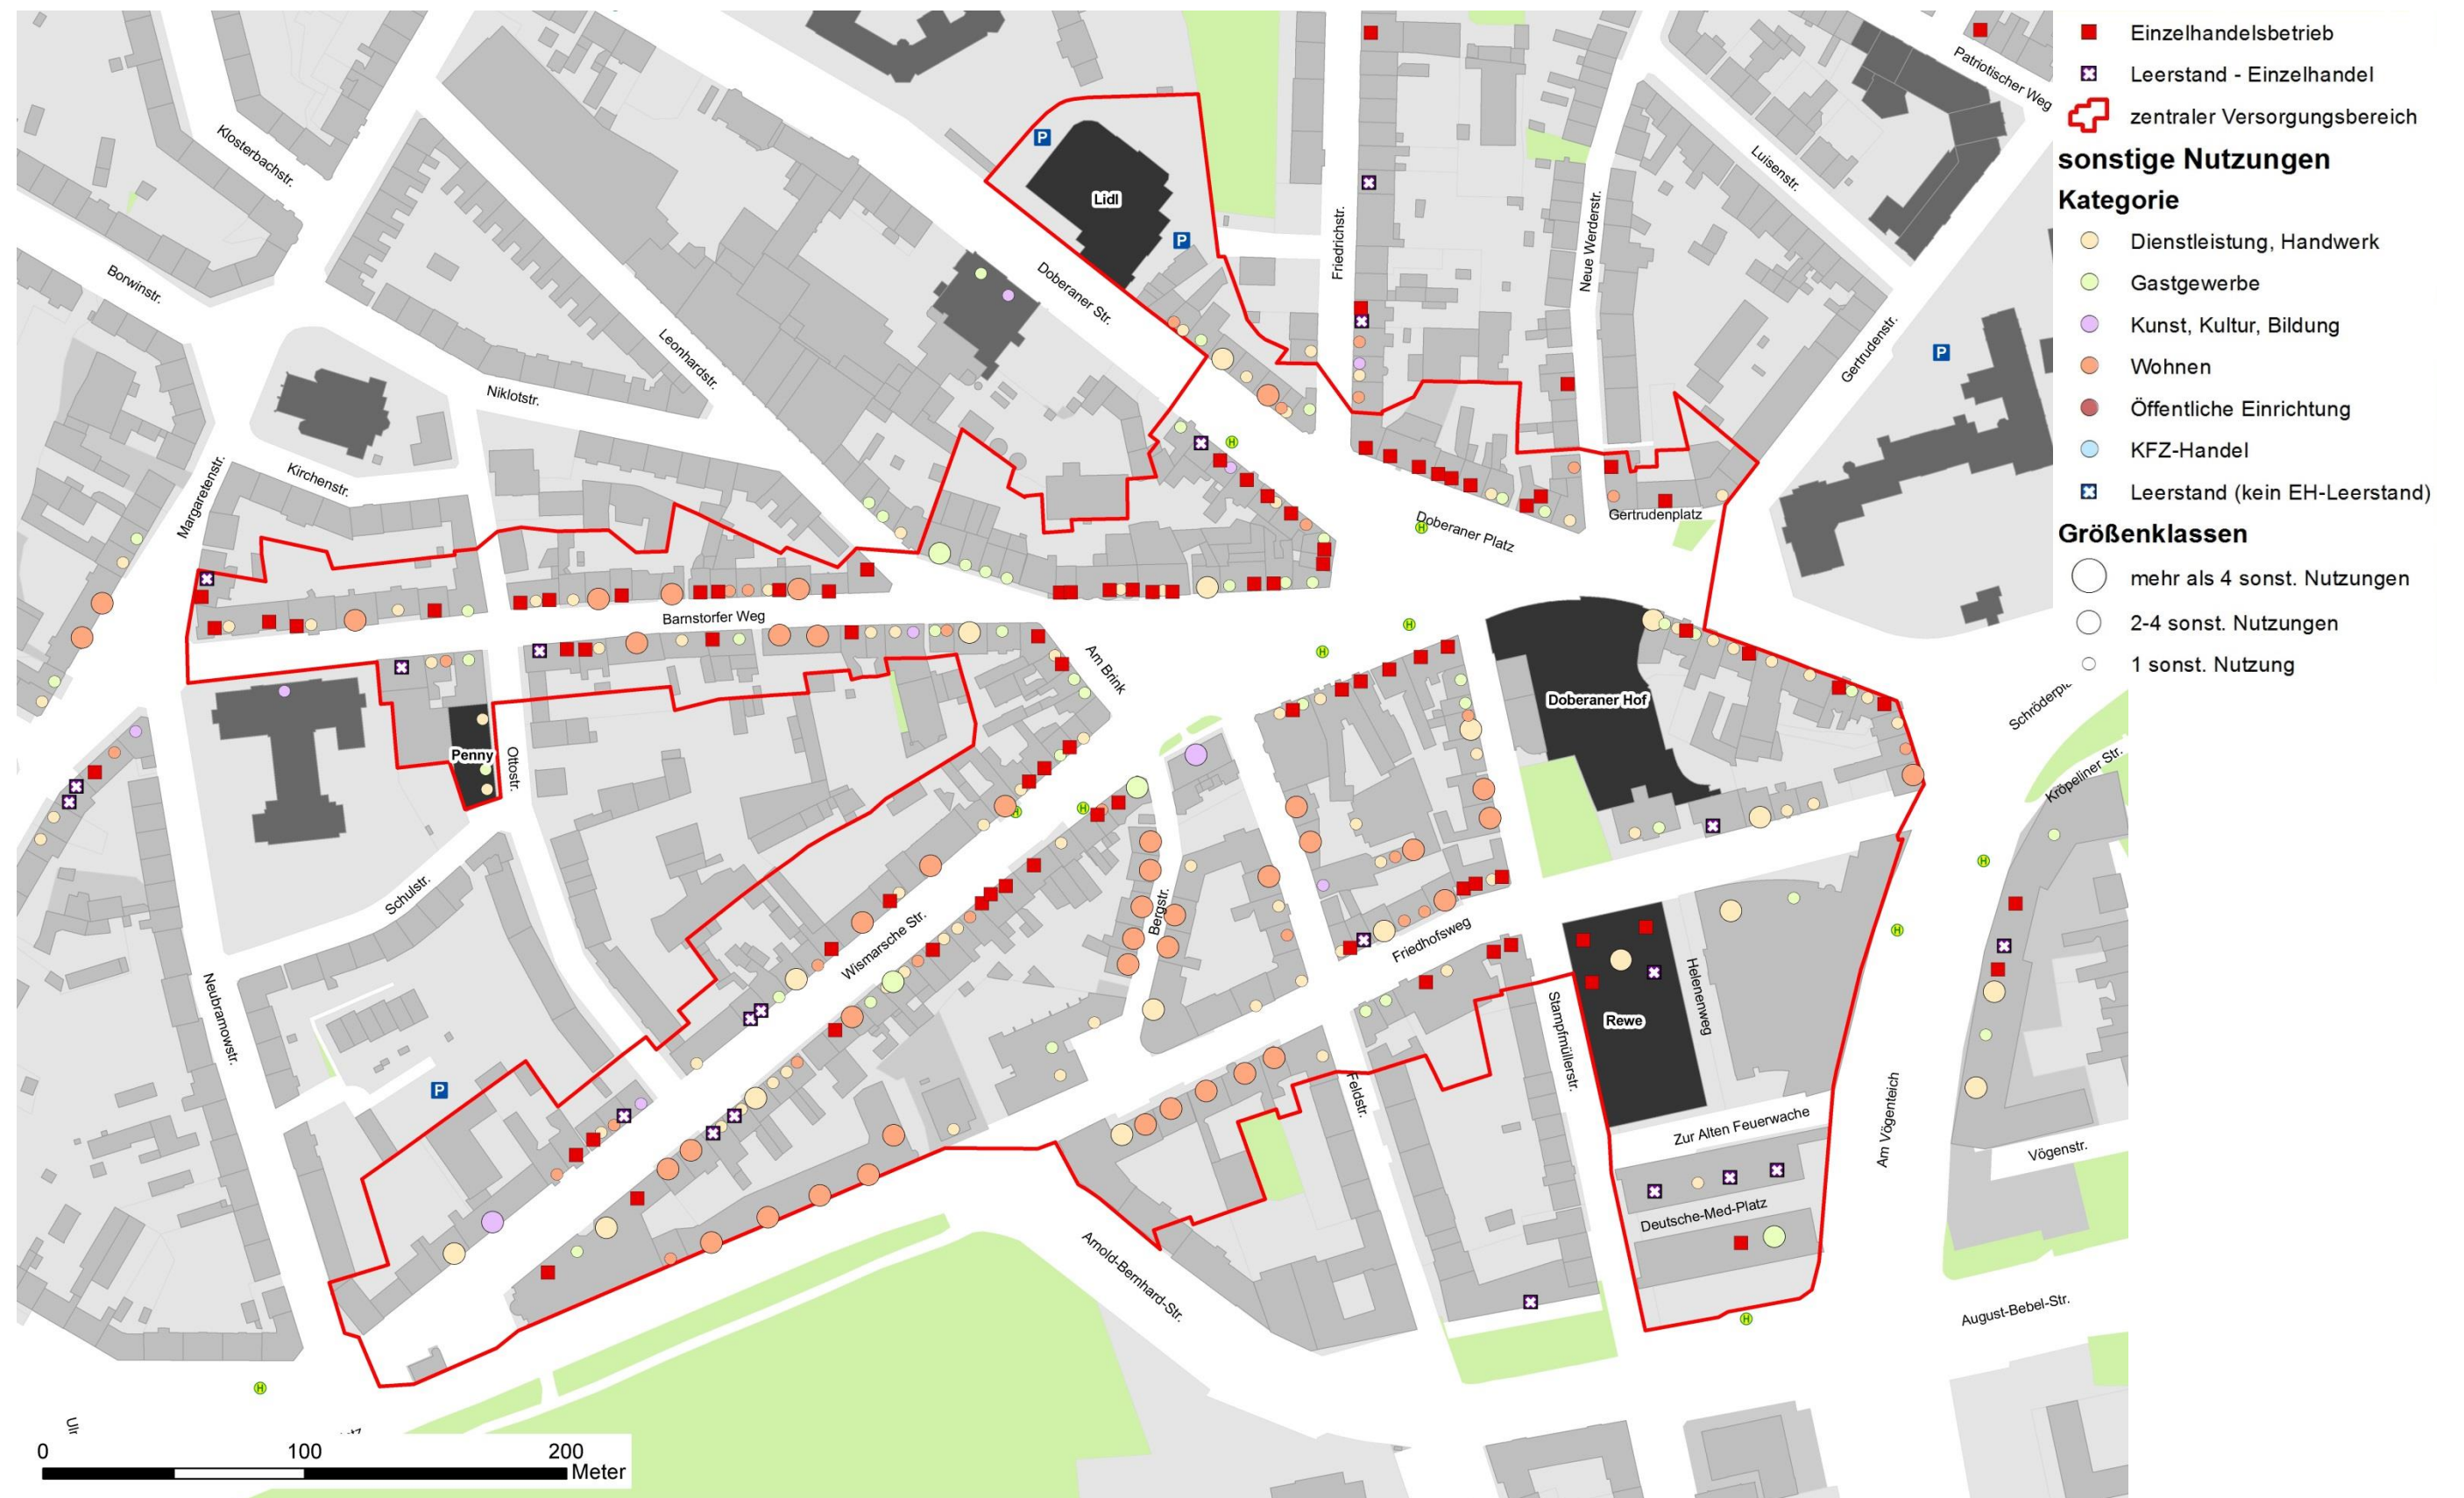 Einzelhandelsbetrieb
Leerstand - Einzelhandel
zentraler Versorgungsbereich
sonstige Nutzungen
Kategorie
Dienstleistung, Handwerk
Gastgewerbe
Kunst, Kultur, Bildung
Wohnen
Öffentliche Einrichtung
KFZ-Handel
Leerstand (kein EH-Leerstand)
Größenklassen
mehr als 4 sonst. Nutzungen
2-4 sonst. Nutzungen
1 sonst. Nutzung
Patriotischer Weg
Klosterbachstr.
Luisenstr.
P
Lidl
P
Friedrichstr.
Neue Werderstr.
Borwinstr.
Doberaner Str.
Leonhardstr.
Gertrudenstr.
P
Niklotstr.
H
Kirchenstr.
Margaretenstr.
Gertrudenplatz
Doberaner Platz
H
Barnstorfer Weg
H
H
Am Brink
Doberaner Hof
Kröpeliner Str.
Penny
Ottostr.
H
H
H
Schulstr.
Bergstr.
Wismarsche Str.
Friedhofsweg
H
Neubramowstr.
Stampfmüllerstr.
Rewe
Helenenweg
P
Feldstr.
Zur Alten Feuerwache
Am Vögenteich
Vögenstr.
Deutsche-Med-Platz
Arnold-Bernhard-Str.
August-Bebel-Str.
H
H
0 100 200
Meter